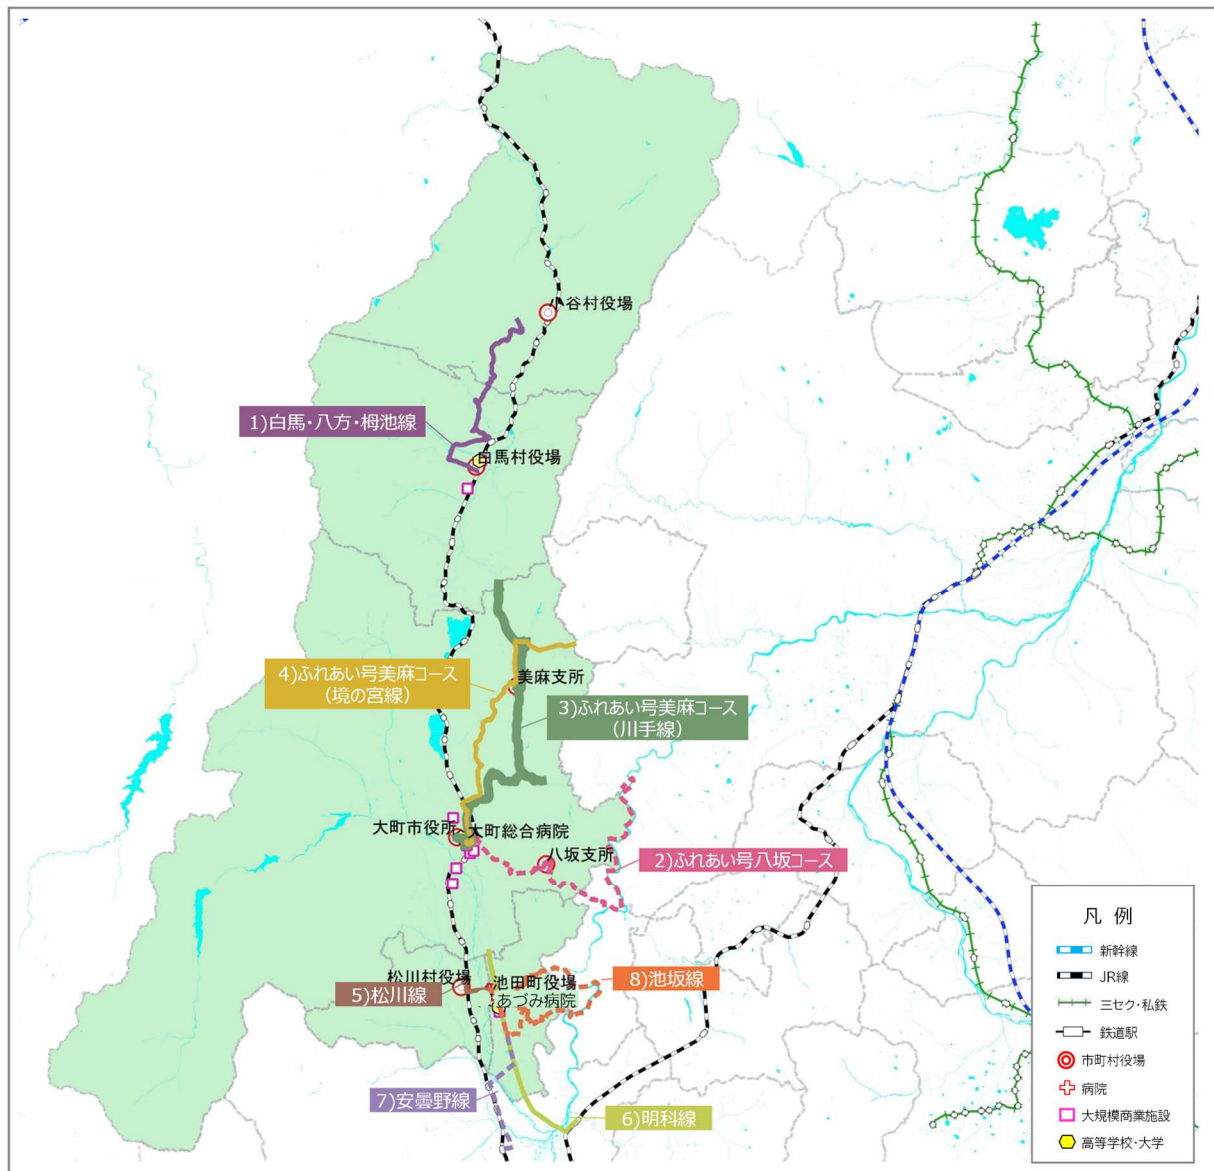 小谷村役場
1)白馬・八方・栂池線
白馬村役場
4)ふれあい号美麻コース
(境の宮線)
美麻支所
3)ふれあい号美麻コース
(川手線)
大町市役所
大町総合病院
八坂支所
2)ふれあい号八坂コース
松川村役場
5)松川線
池田町役場
あづみ病院
8)池坂線
7)安曇野線
6)明科線
凡 例
新幹線
JR線
三セク・私鉄
鉄道駅
市町村役場
病院
大規模商業施設
高等学校・大学